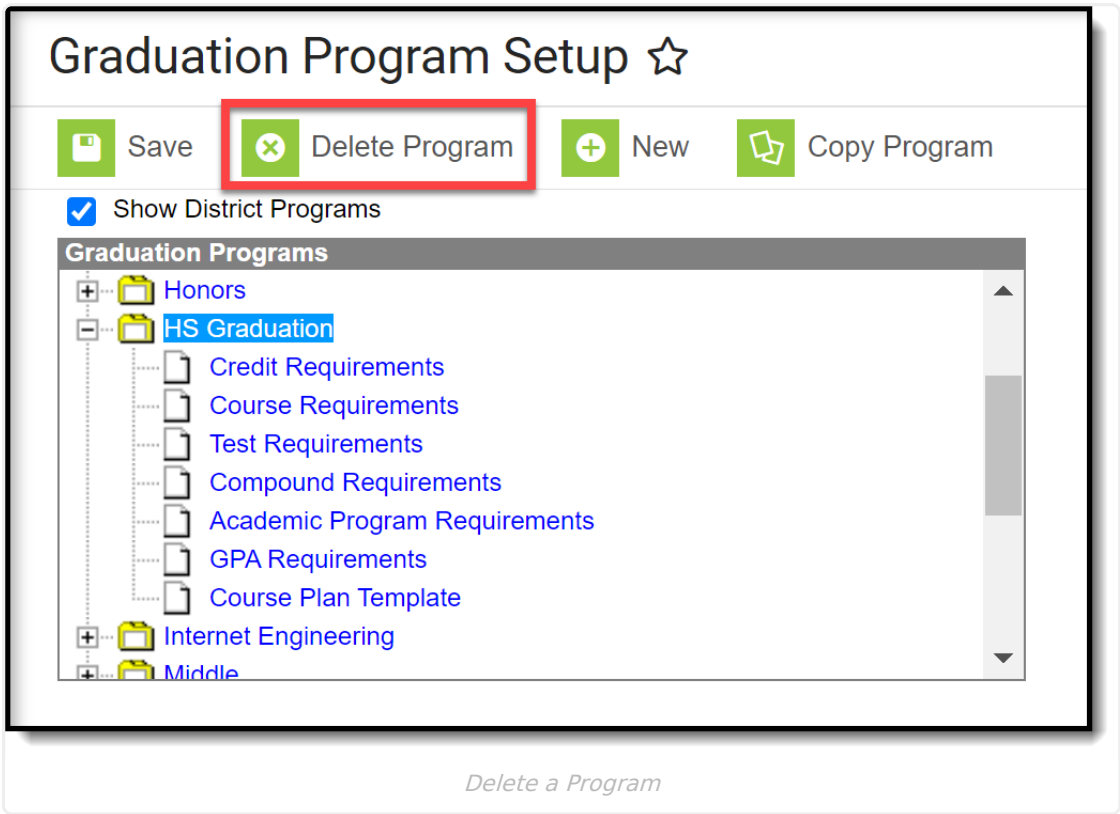 Graduation Program Setup
Save Delete Program New Copy Program
Show District Programs
Graduation Programs
Honors
HS Graduation
Credit Requirements
Course Requirements
Test Requirements
Compound Requirements
Academic Program Requirements
GPA Requirements
Course Plan Template
Internet Engineering
Middle
Delete a Program